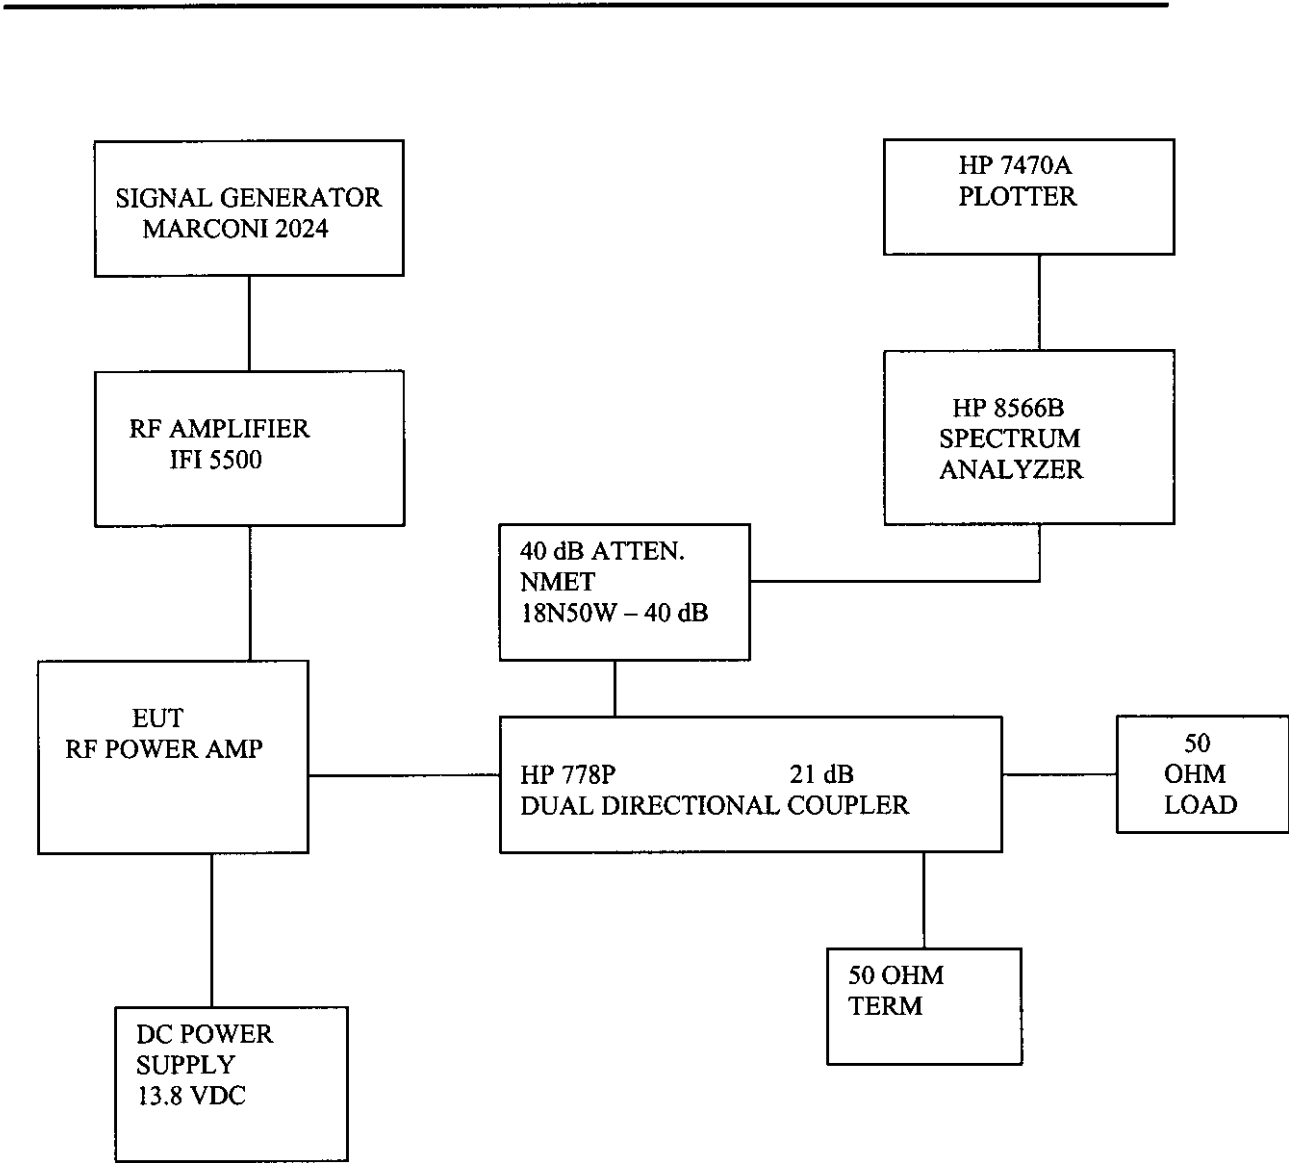 SIGNAL GENERATOR
MARCONI 2024
HP 7470A
PLOTTER
RF AMPLIFIER
IFI 5500
HP 8566B
SPECTRUM
ANALYZER
40 dB ATTEN.
NMET
18N50W – 40 dB
EUT
RF POWER AMP
HP 778P 21 dB
DUAL DIRECTIONAL COUPLER
50
OHM
LOAD
50 OHM
TERM
DC POWER
SUPPLY
13.8 VDC